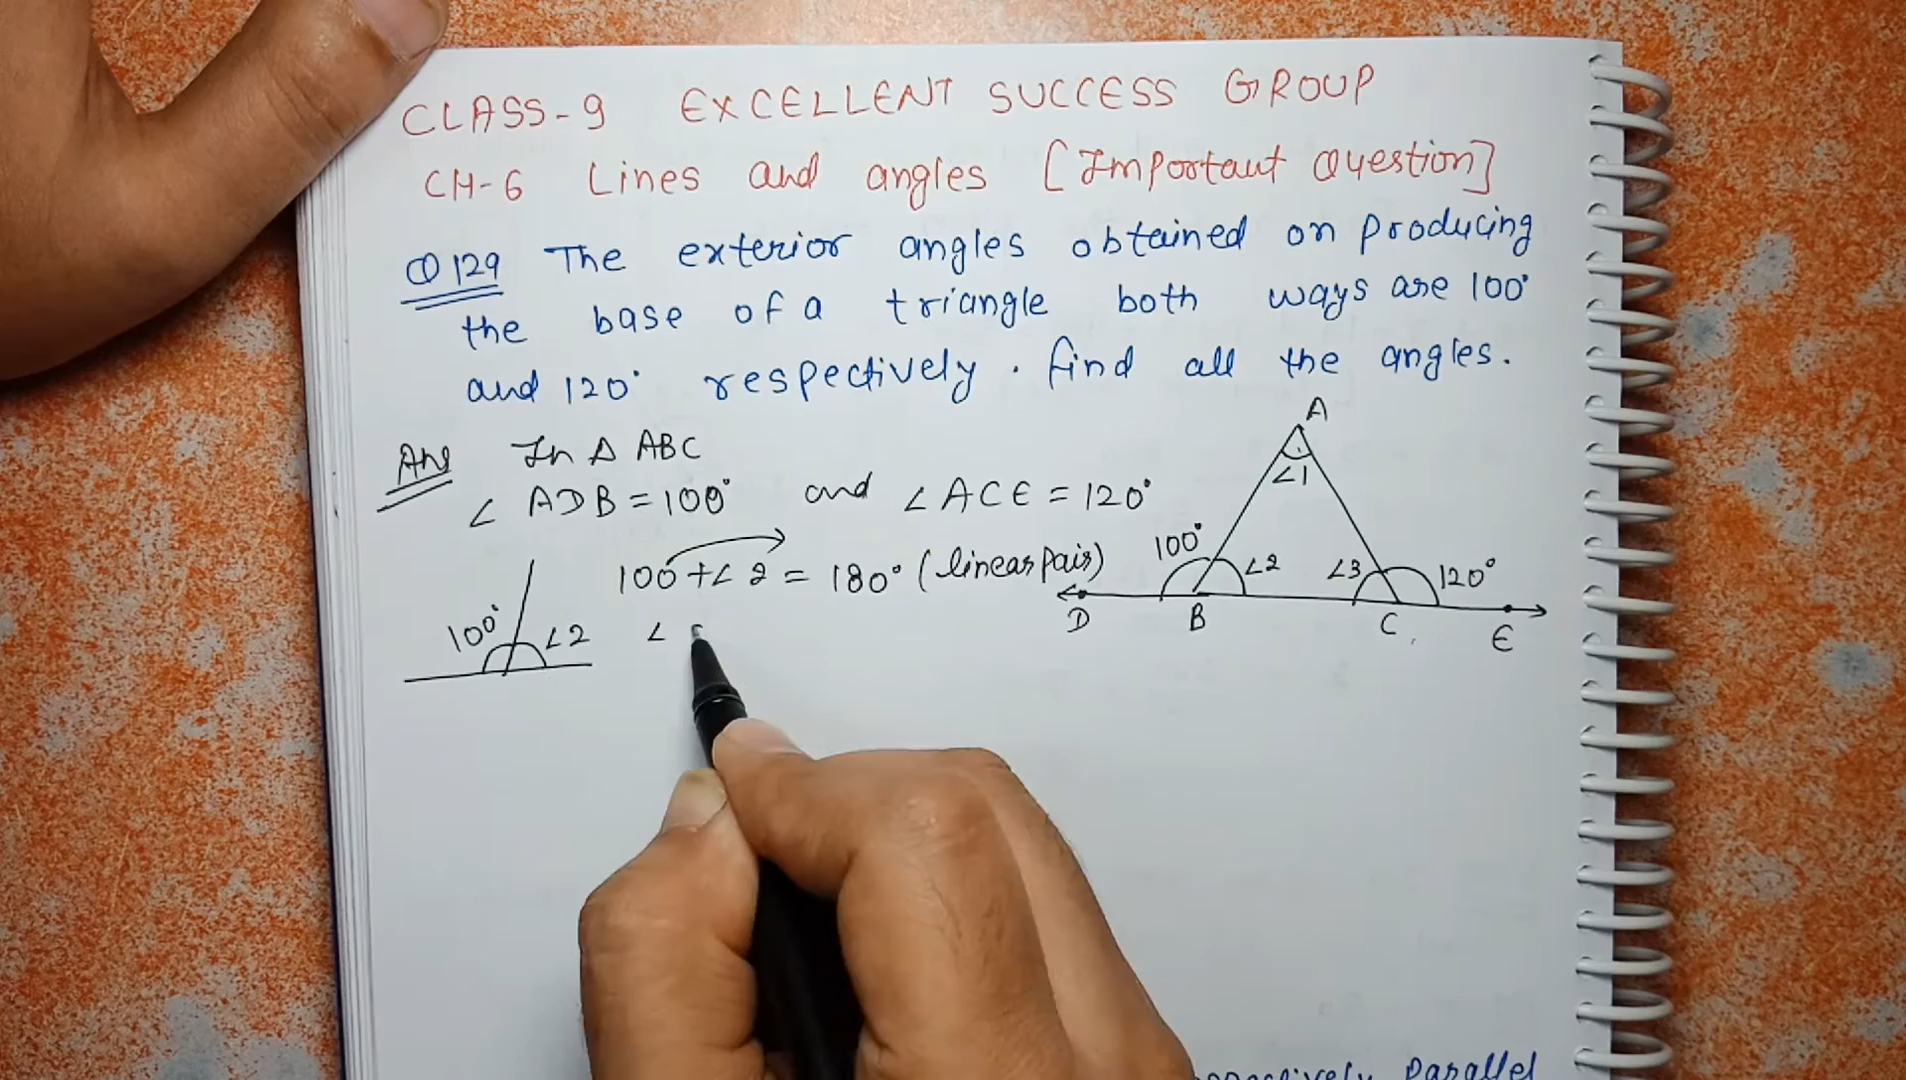 CLASS-9 EXCELLENT SUCCESS GROUP
CH-6 Lines and angles [Important Question]
Q129 The exterior angles obtained on producing
the base of a triangle both ways are 100°
and 120° respectively. find all the angles.
A
Ans In Δ ABC
∠1
∠ ADB = 100° and ∠ACE = 120°
100 + ∠2 = 180° (linear pair)
100° ∠2 ∠3 120°
D B C E
100° ∠2
∠
Parallel